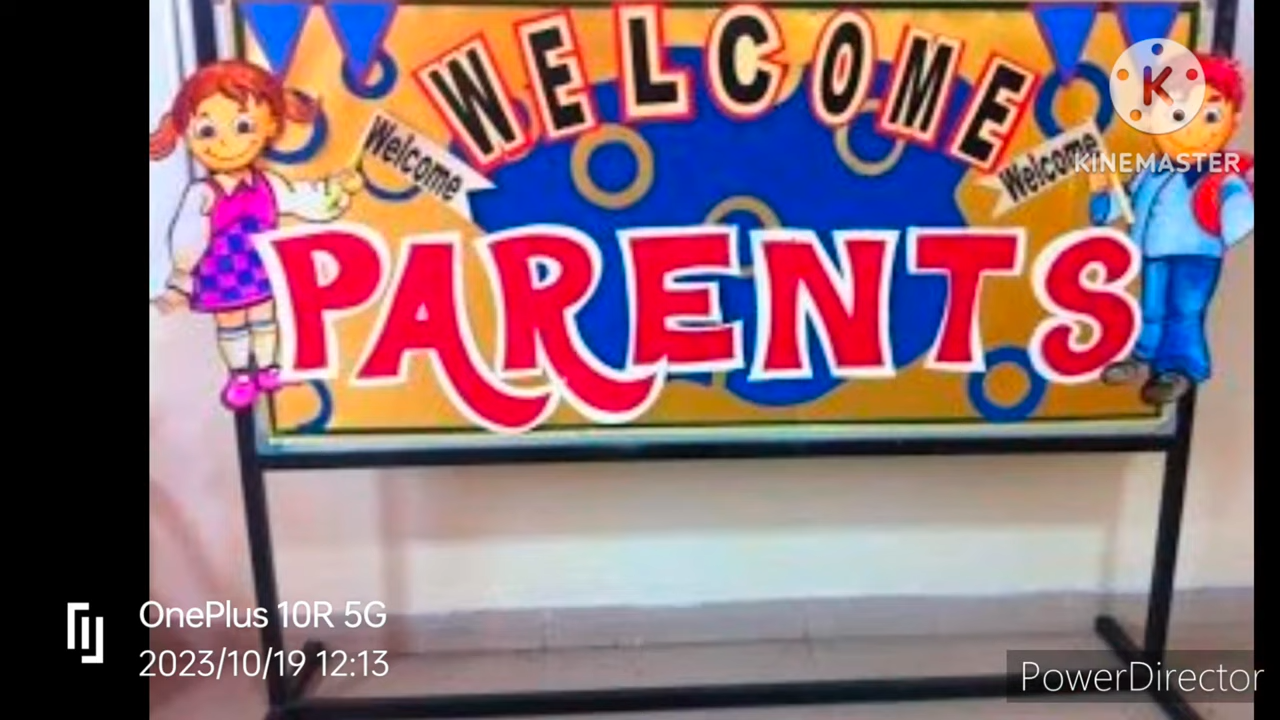 WELCOME
Welcome
Welcome
PARENTS
K
KINEMASTER
OnePlus 10R 5G
2023/10/19 12:13
PowerDirector